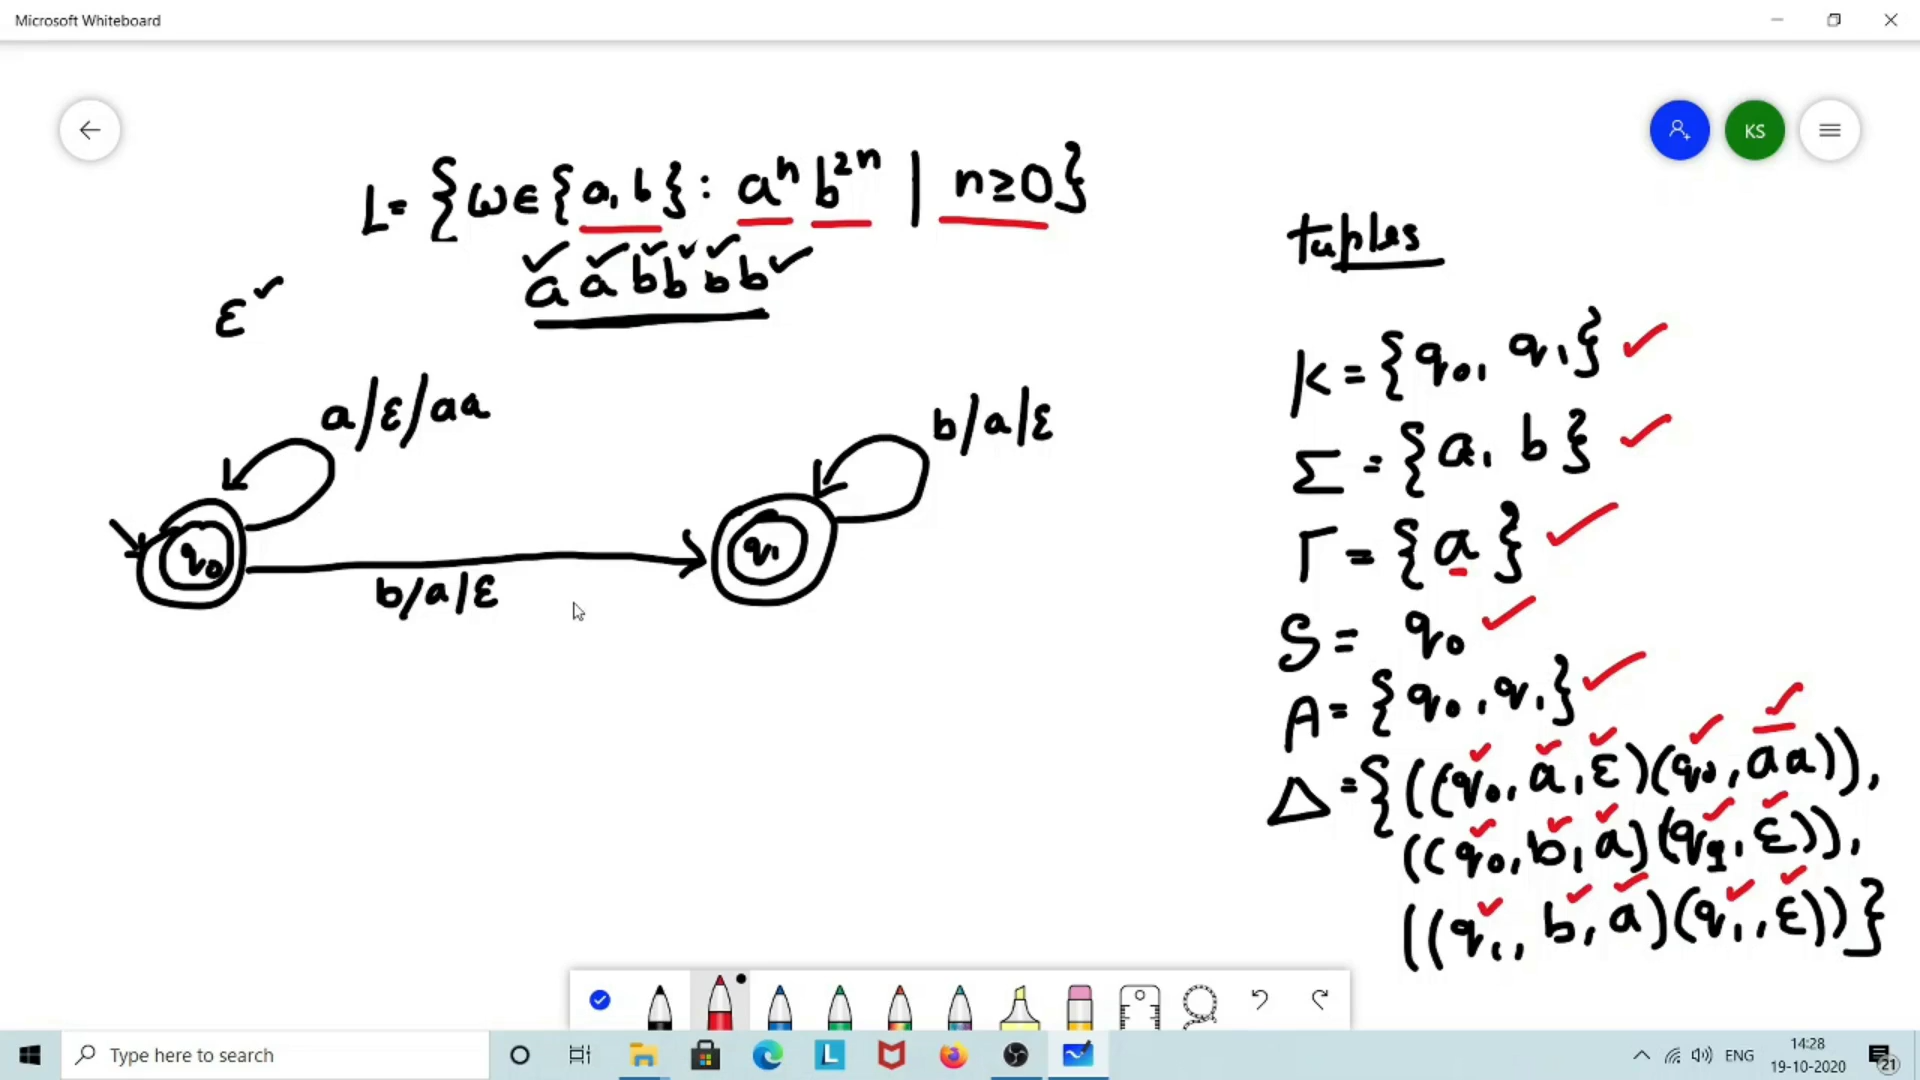 Microsoft Whiteboard
KS
L = {ω∈{a, b} : aⁿ b²ⁿ | n≥0}
a a b b b b
ε
a/ε/aa
b/a/ε
q₀
q₁
b/a/ε
tuples
K = {q₀, q₁}
Σ = {a, b}
Γ = {a}
S = q₀
A = {q₀, q₁}
Δ = {((q₀, a, ε)(q₀, aa)),
((q₀, b, a)(q₁, ε)),
((q₁, b, a)(q₁, ε))}
Type here to search
L
ENG
14:28
19-10-2020
21